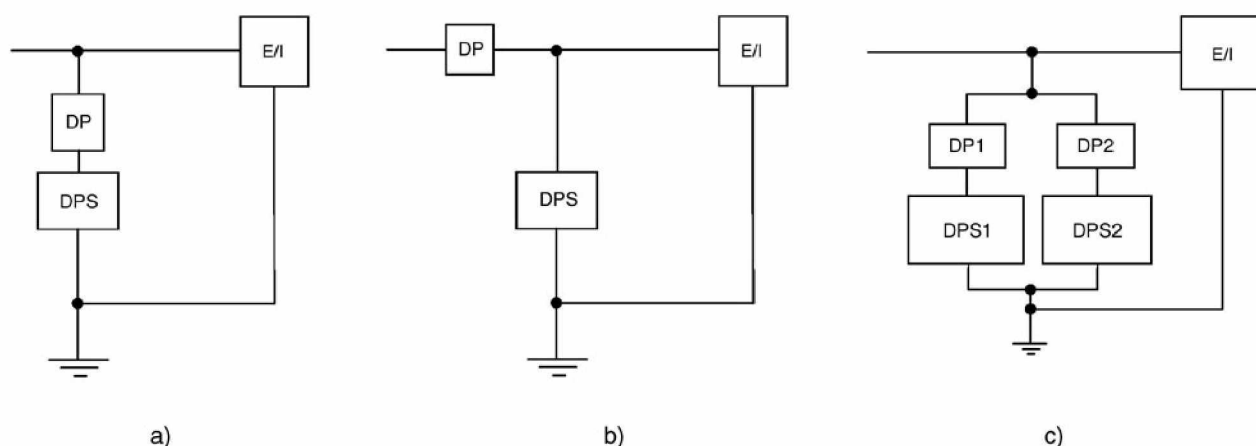 E/I
DP
DPS
a)
DP
E/I
DPS
b)
E/I
DP1 DP2
DPS1 DPS2
c)